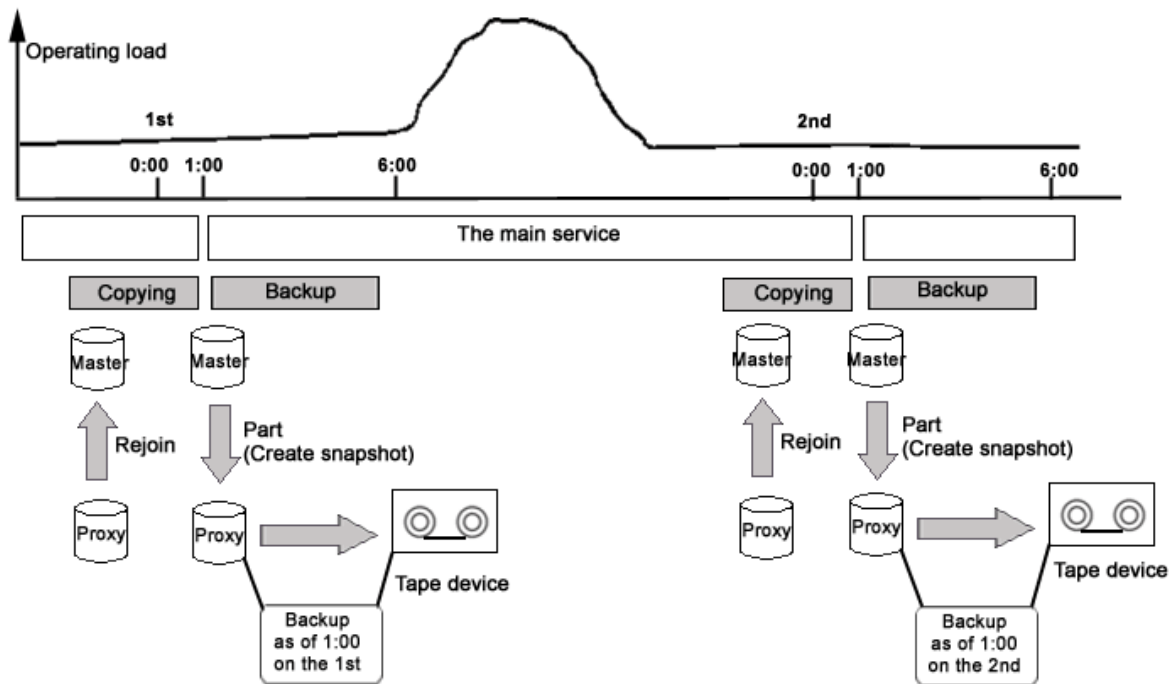 Operating load
1st
2nd
0:00 1:00 6:00 0:00 1:00 6:00
The main service
Copying Backup Copying Backup
Master Master Master Master
Rejoin Part
(Create snapshot)
Rejoin Part
(Create snapshot)
Proxy Proxy Proxy Proxy
Tape device Tape device
Backup
as of 1:00
on the 1st
Backup
as of 1:00
on the 2nd